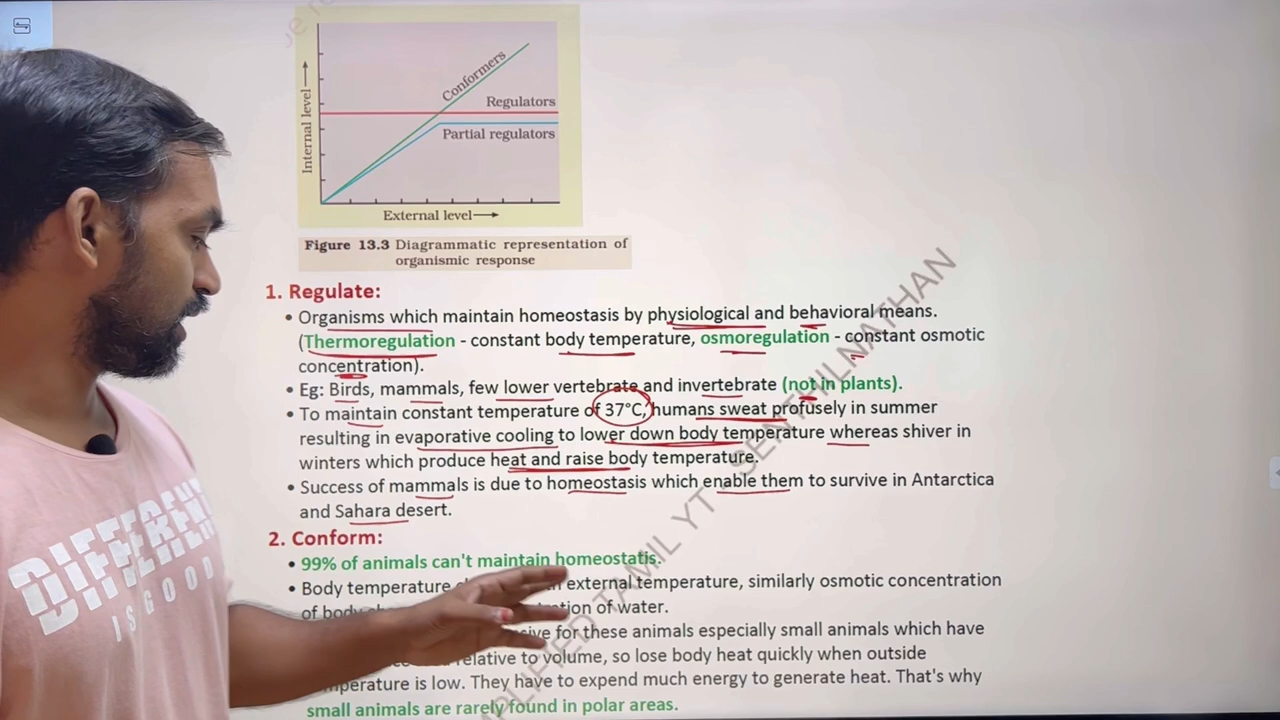 Internal level
Conformers
Regulators
Partial regulators
External level
Figure 13.3 Diagrammatic representation of
organismic response
1. Regulate:
• Organisms which maintain homeostasis by physiological and behavioral means.
(Thermoregulation - constant body temperature, osmoregulation - constant osmotic
concentration).
• Eg: Birds, mammals, few lower vertebrate and invertebrate (not in plants).
• To maintain constant temperature of 37°C, humans sweat profusely in summer
resulting in evaporative cooling to lower down body temperature whereas shiver in
winters which produce heat and raise body temperature.
• Success of mammals is due to homeostasis which enable them to survive in Antarctica
and Sahara desert.
2. Conform:
• 99% of animals can't maintain homeostatis.
• Body temperature external temperature, similarly osmotic concentration
of body of water.
for these animals especially small animals which have
relative to volume, so lose body heat quickly when outside
temperature is low. They have to expend much energy to generate heat. That's why
small animals are rarely found in polar areas.
TAMIL YT - SENTHILNATHAN
DIFFERENT
IS GOOD